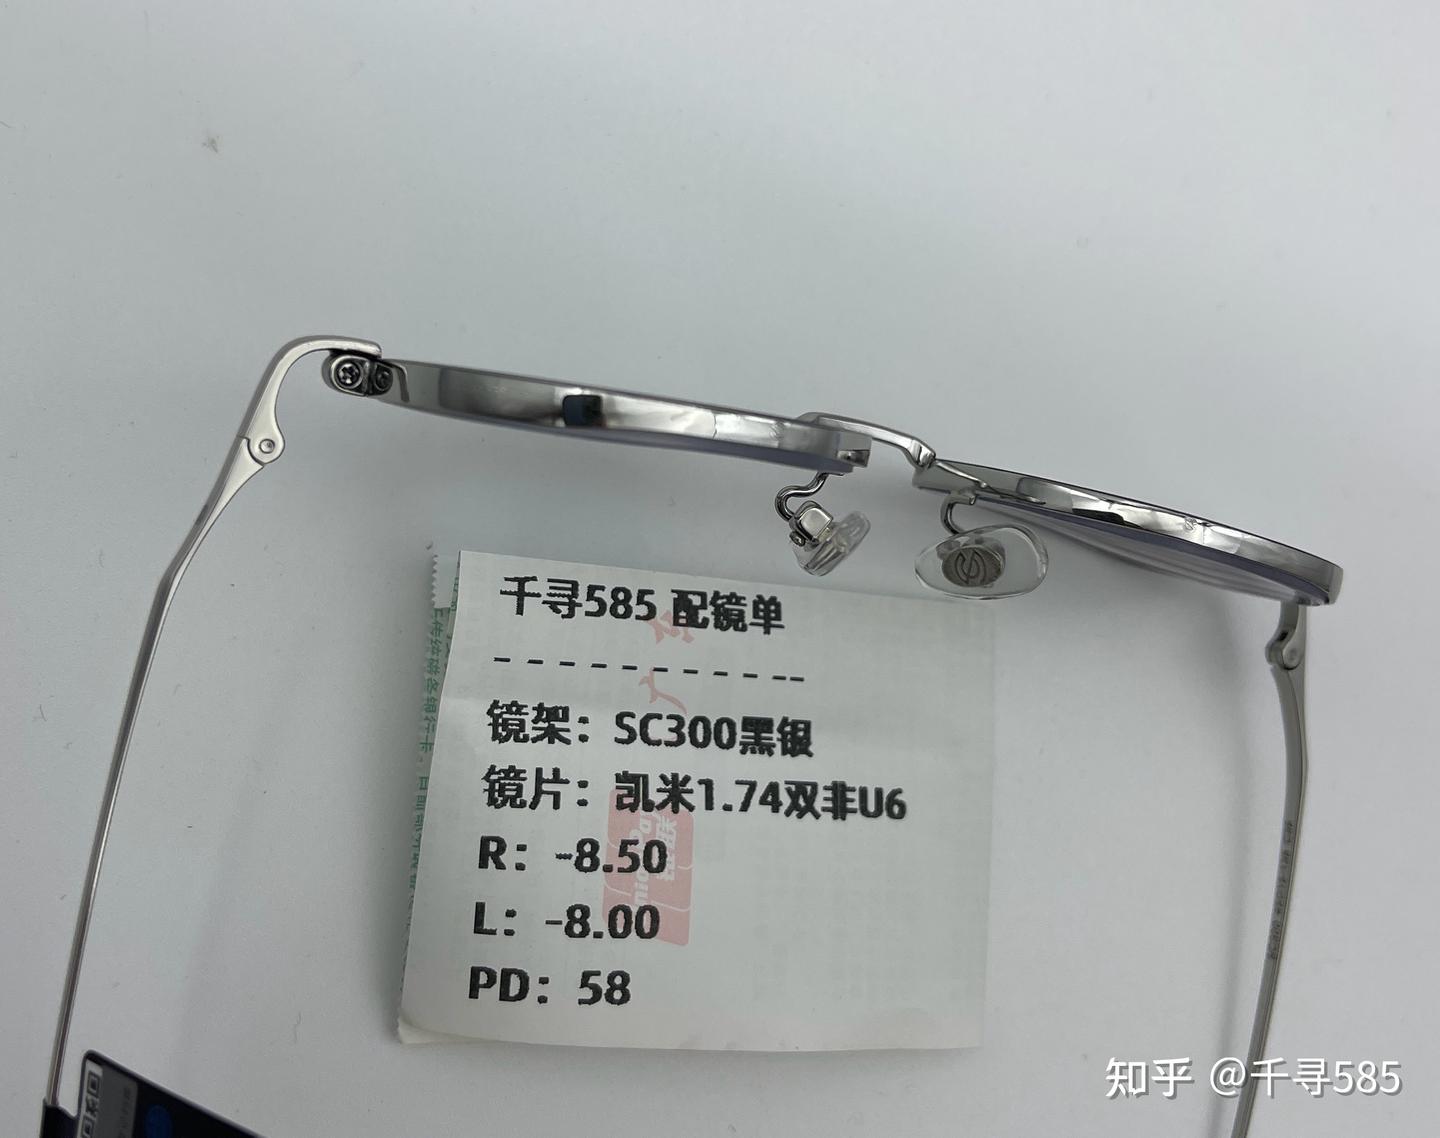 千寻585 配镜单
------------
镜架：SC300黑银
镜片：凯米1.74双非U6
R：-8.50
L：-8.00
PD：58
知乎 @千寻585